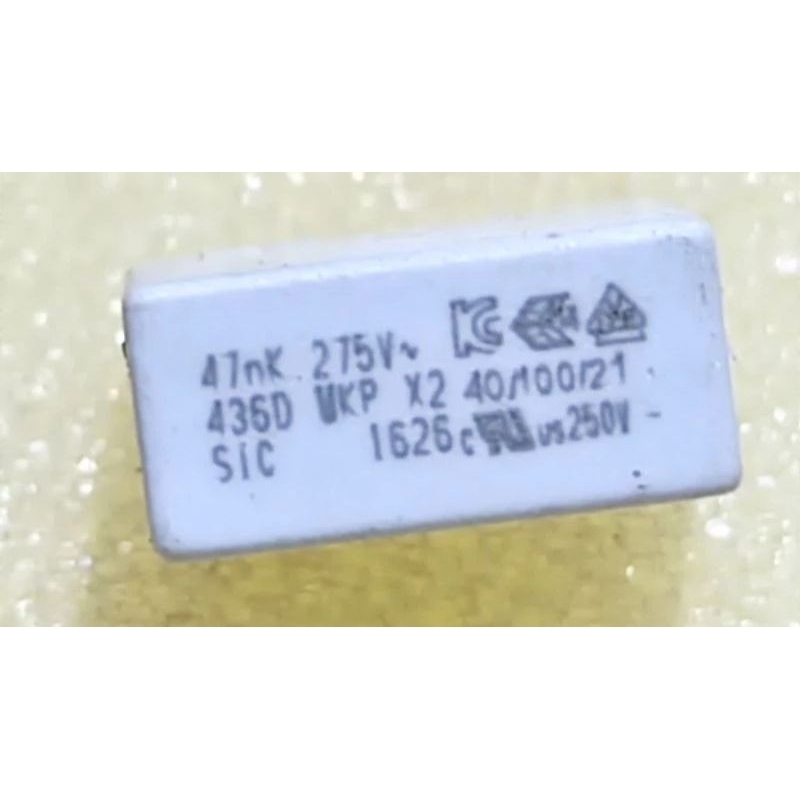 47nK 275V~
436D MKP X2 40/100/21
SiC 1626 c us 250V ~